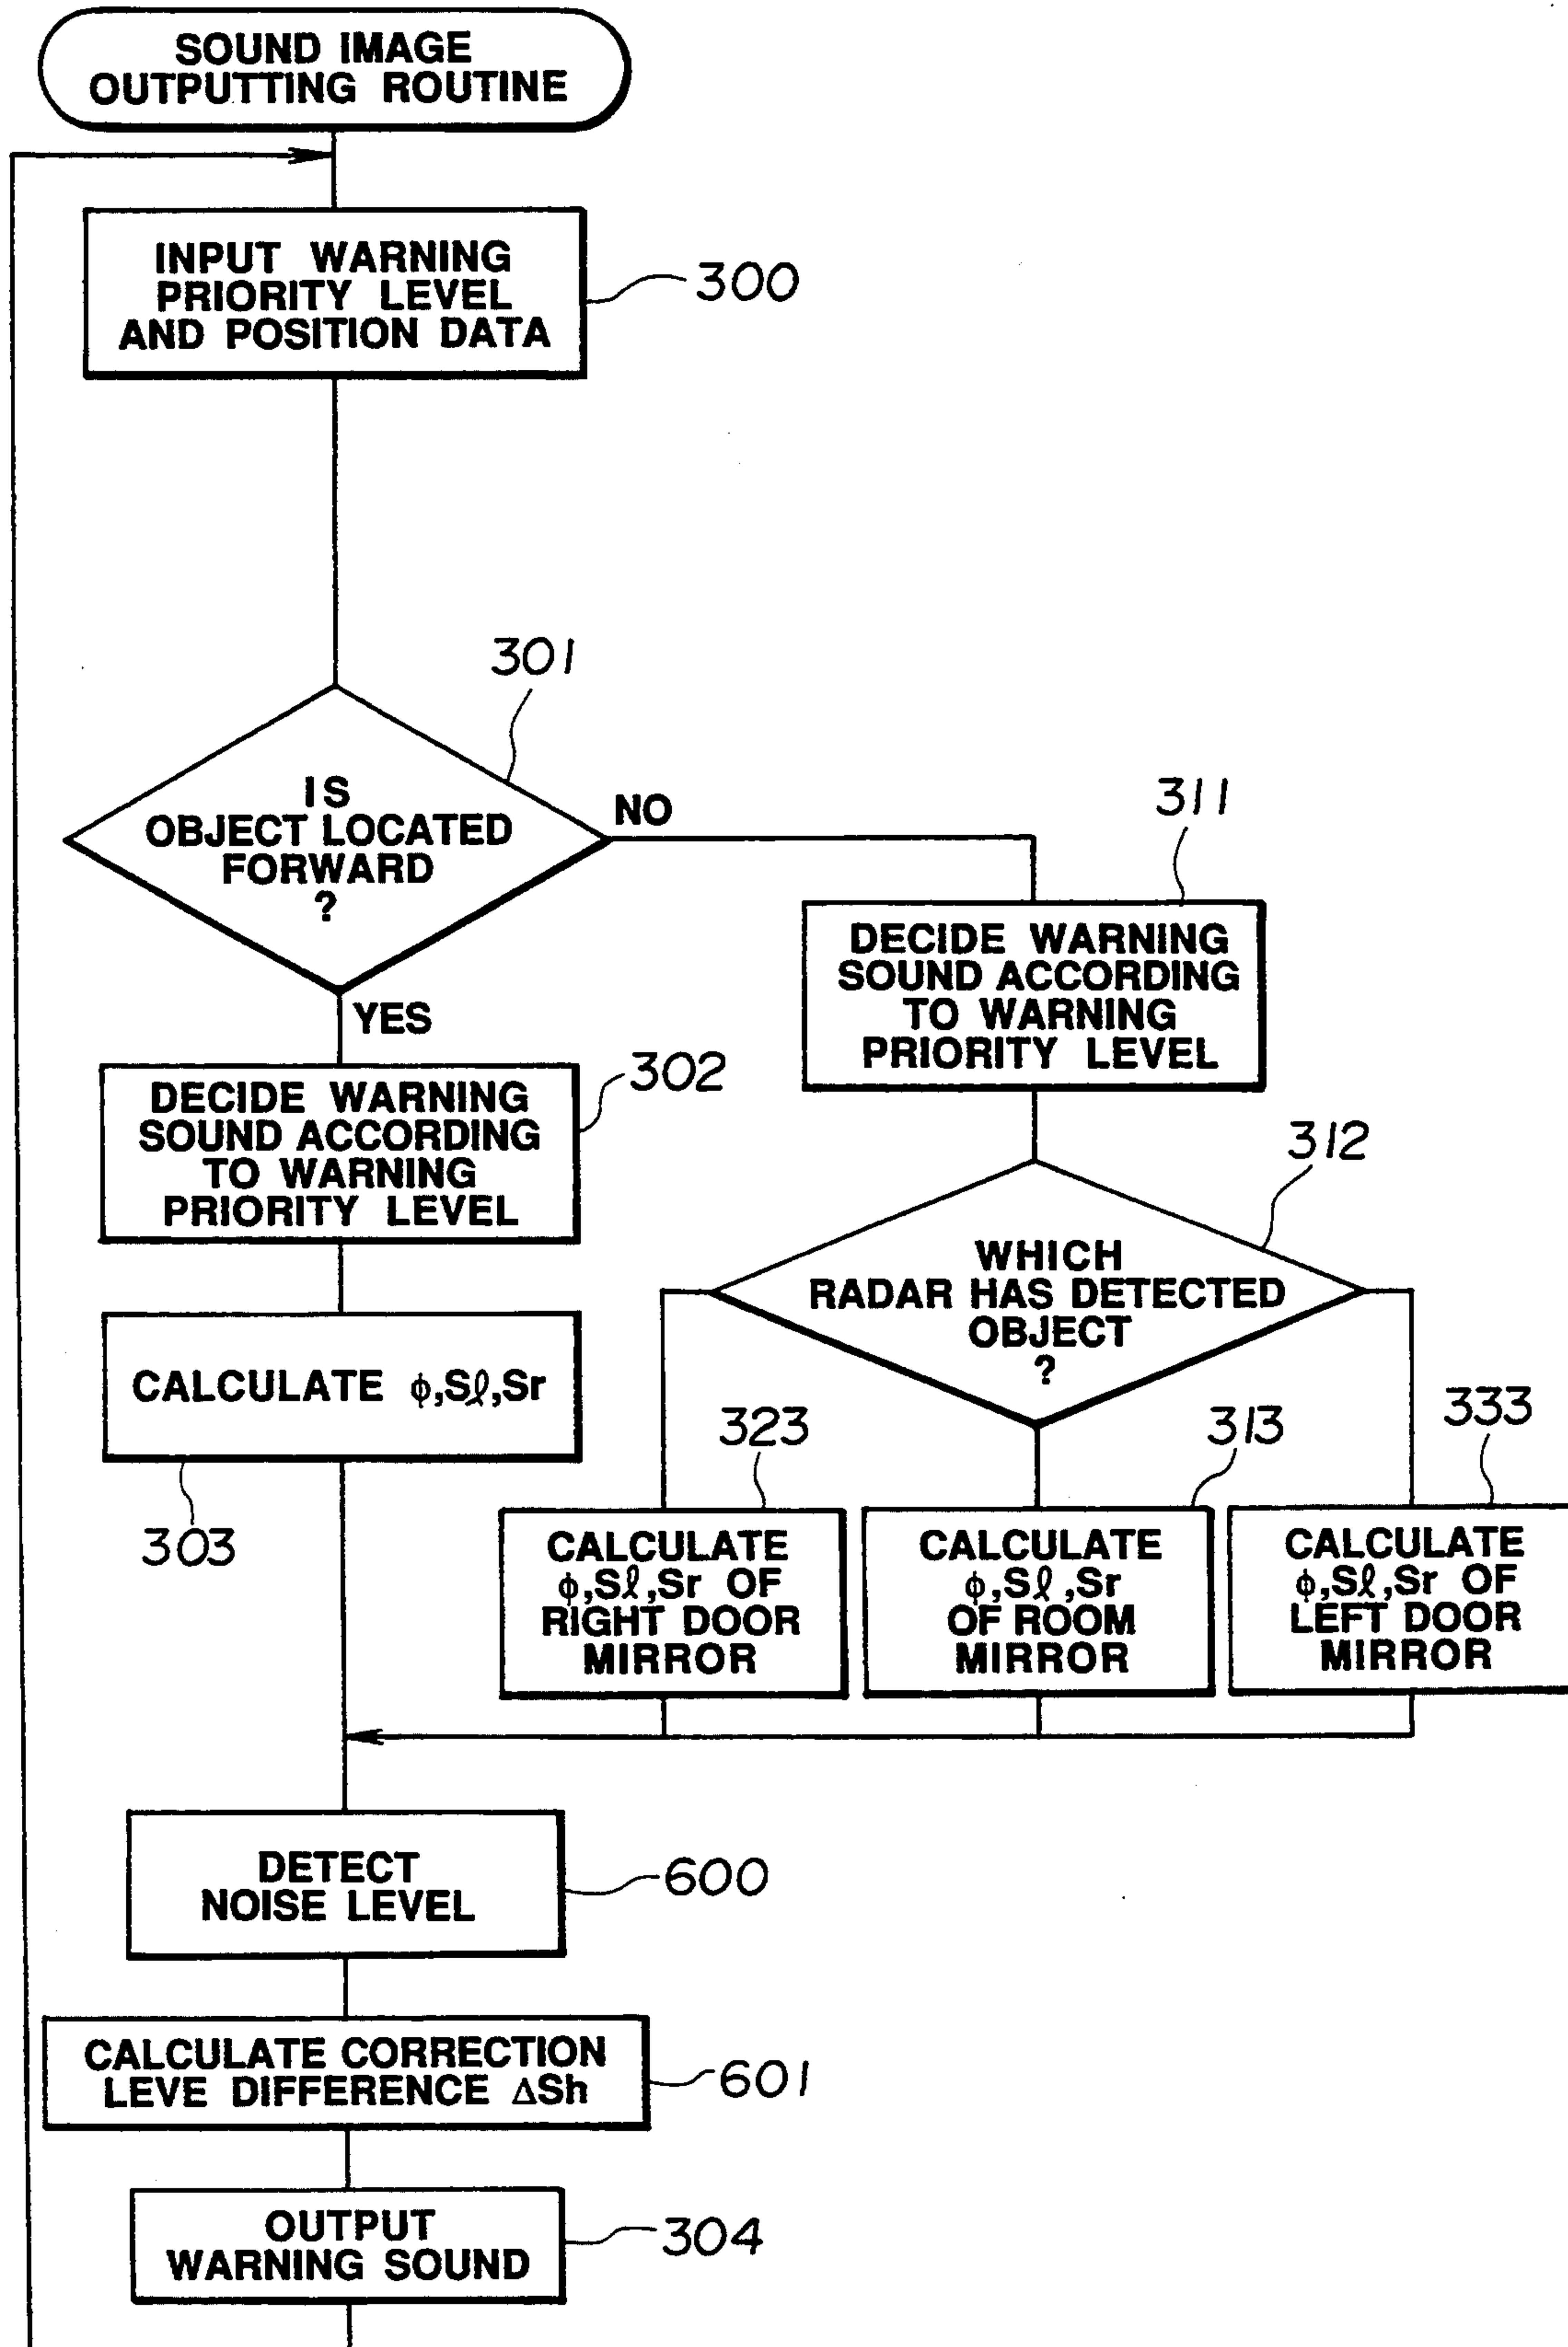 SOUND IMAGE
OUTPUTTING ROUTINE
INPUT WARNING
PRIORITY LEVEL
AND POSITION DATA
300
301
IS
OBJECT LOCATED
FORWARD
?
NO
YES
311
DECIDE WARNING
SOUND ACCORDING
TO WARNING
PRIORITY LEVEL
302
DECIDE WARNING
SOUND ACCORDING
TO WARNING
PRIORITY LEVEL
312
WHICH
RADAR HAS DETECTED
OBJECT
?
CALCULATE ϕ,Sℓ,Sr
303
323
CALCULATE
ϕ,Sℓ,Sr OF
RIGHT DOOR
MIRROR
313
CALCULATE
ϕ,Sℓ,Sr
OF ROOM
MIRROR
333
CALCULATE
ϕ,Sℓ,Sr OF
LEFT DOOR
MIRROR
DETECT
NOISE LEVEL
600
CALCULATE CORRECTION
LEVE DIFFERENCE ΔSh
601
OUTPUT
WARNING SOUND
304